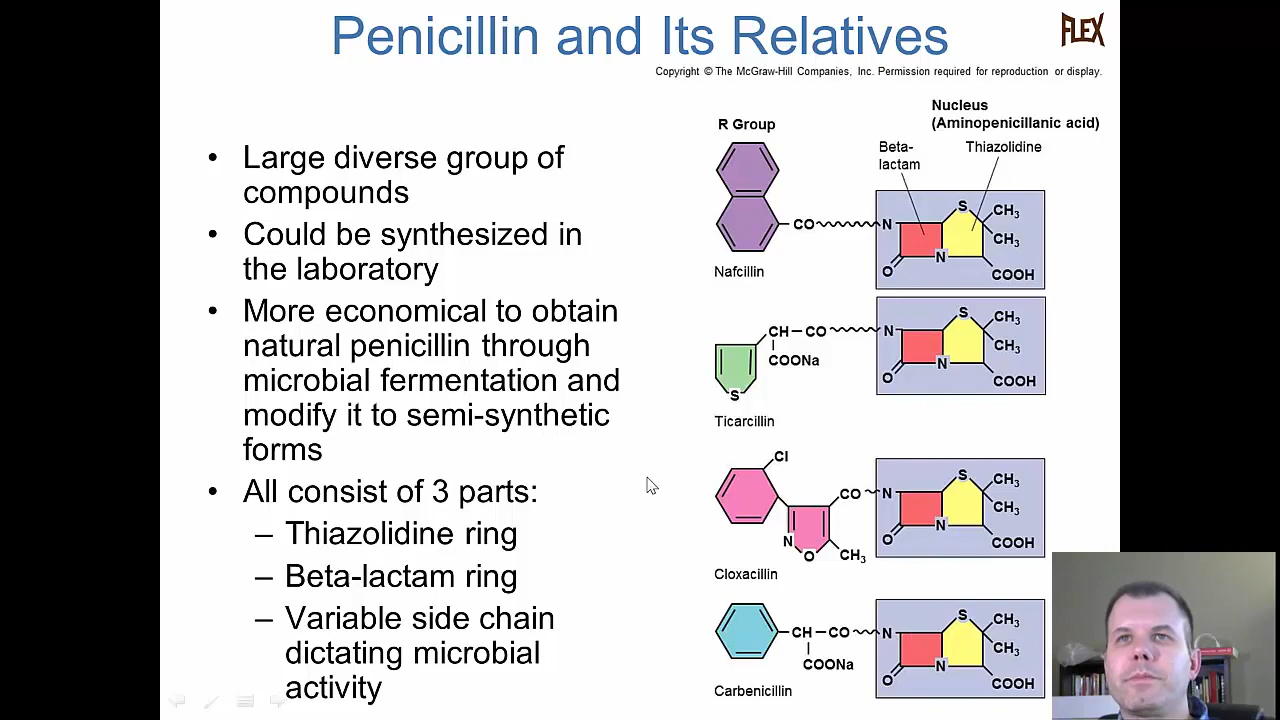 Penicillin and Its Relatives
FLEX
Copyright © The McGraw-Hill Companies, Inc. Permission required for reproduction or display.
• Large diverse group of
compounds
• Could be synthesized in
the laboratory
• More economical to obtain
natural penicillin through
microbial fermentation and
modify it to semi-synthetic
forms
• All consist of 3 parts:
– Thiazolidine ring
– Beta-lactam ring
– Variable side chain
dictating microbial
activity
R Group
Nucleus
(Aminopenicillanic acid)
Beta-
lactam
Thiazolidine
S
CH₃
CO
N
CH₃
O
N
COOH
Nafcillin
S
CH₃
CH – CO
N
CH₃
COONa
O
N
COOH
S
Ticarcillin
Cl
S
CH₃
CO
N
CH₃
N
O
CH₃
O
N
COOH
Cloxacillin
S
CH₃
CH – CO
N
CH₃
COONa
O
N
COOH
Carbenicillin